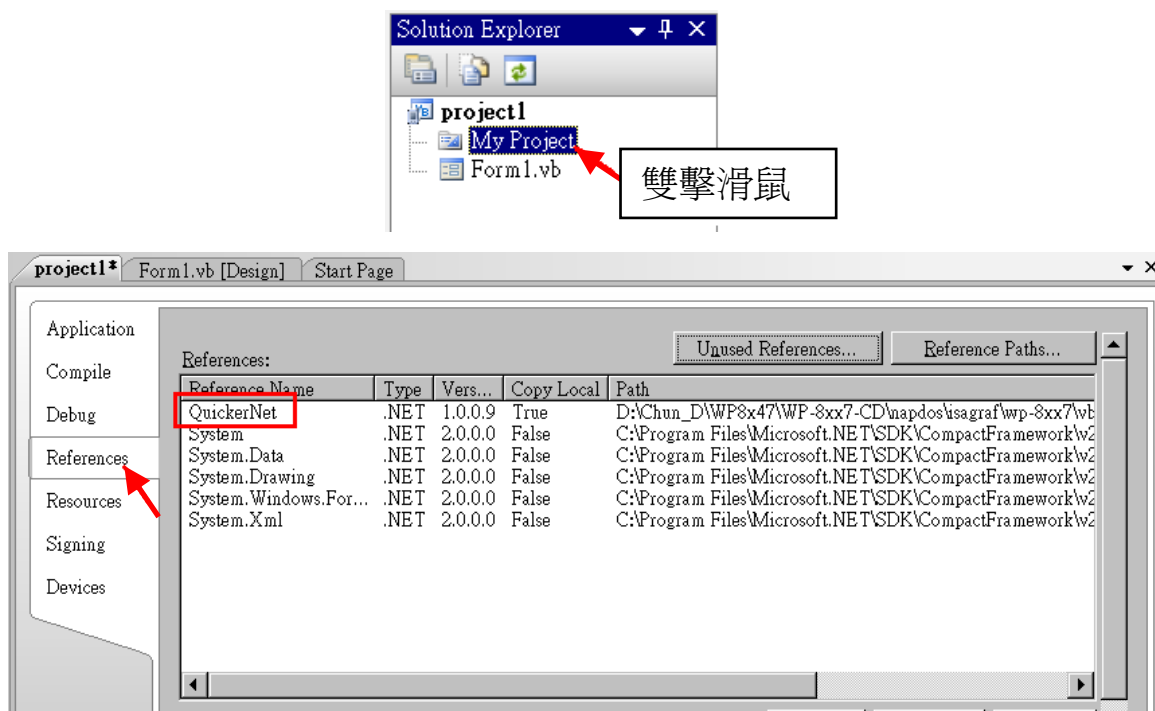 Solution Explorer
project1
My Project
Form1.vb
雙擊滑鼠
project1* Form1.vb [Design] Start Page
Application
Compile
Debug
References
Resources
Signing
Devices
Unused References... Reference Paths...
References:
Reference Name Type Vers... Copy Local Path
QuickerNet .NET 1.0.0.9 True D:\Chun_D\WP8x47\WP-8xx7-CD\napdos\isagraf\wp-8xx7\vb
System .NET 2.0.0.0 False C:\Program Files\Microsoft.NET\SDK\CompactFramework\v2
System.Data .NET 2.0.0.0 False C:\Program Files\Microsoft.NET\SDK\CompactFramework\v2
System.Drawing .NET 2.0.0.0 False C:\Program Files\Microsoft.NET\SDK\CompactFramework\v2
System.Windows.For... .NET 2.0.0.0 False C:\Program Files\Microsoft.NET\SDK\CompactFramework\v2
System.Xml .NET 2.0.0.0 False C:\Program Files\Microsoft.NET\SDK\CompactFramework\v2